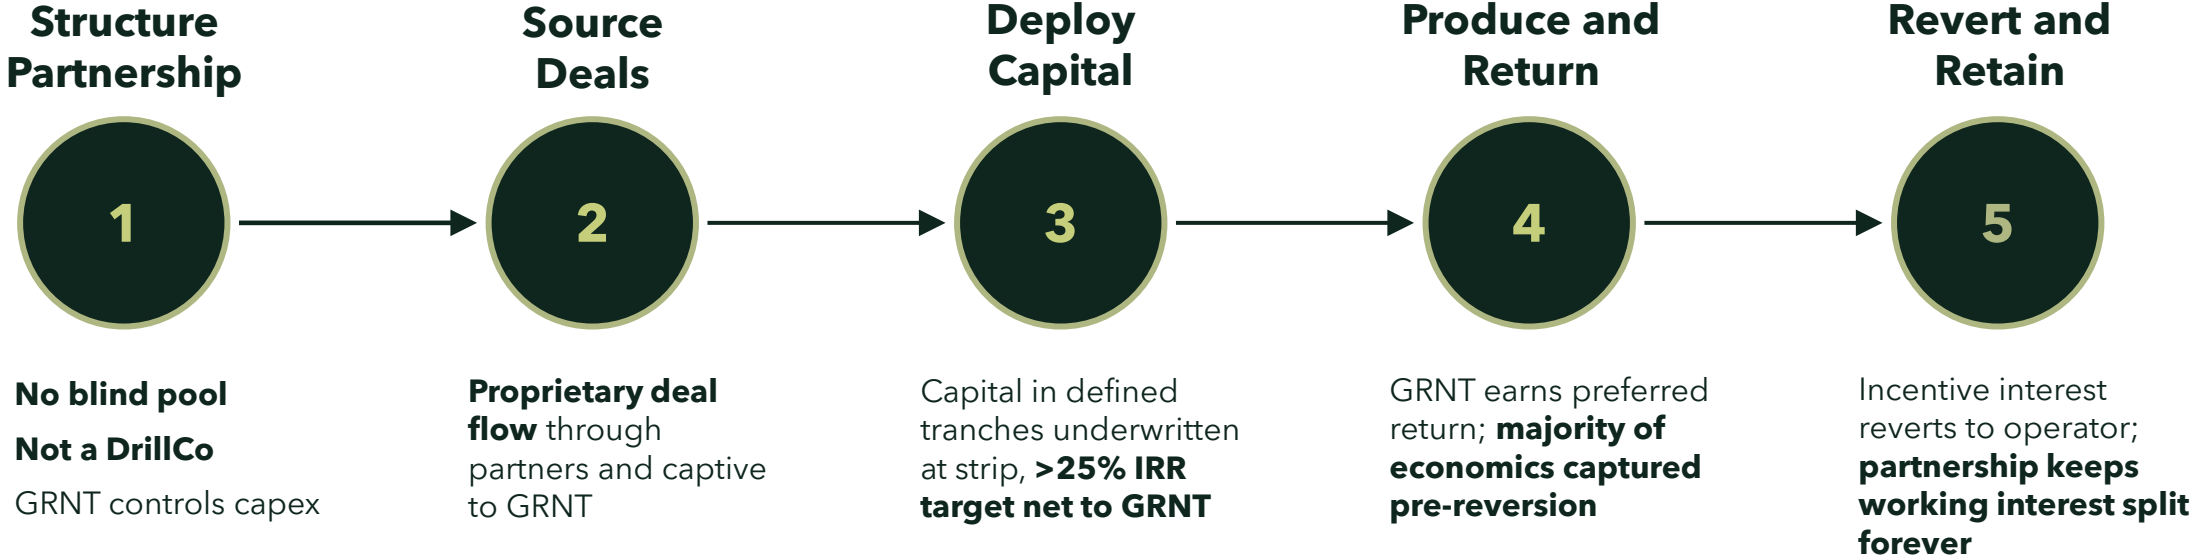 Structure
Partnership
Source
Deals
Deploy
Capital
Produce and
Return
Revert and
Retain
1
2
3
4
5
No blind pool
Not a DrillCo
GRNT controls capex
Proprietary deal
flow through
partners and captive
to GRNT
Capital in defined
tranches underwritten
at strip, >25% IRR
target net to GRNT
GRNT earns preferred
return; majority of
economics captured
pre-reversion
Incentive interest
reverts to operator;
partnership keeps
working interest split
forever